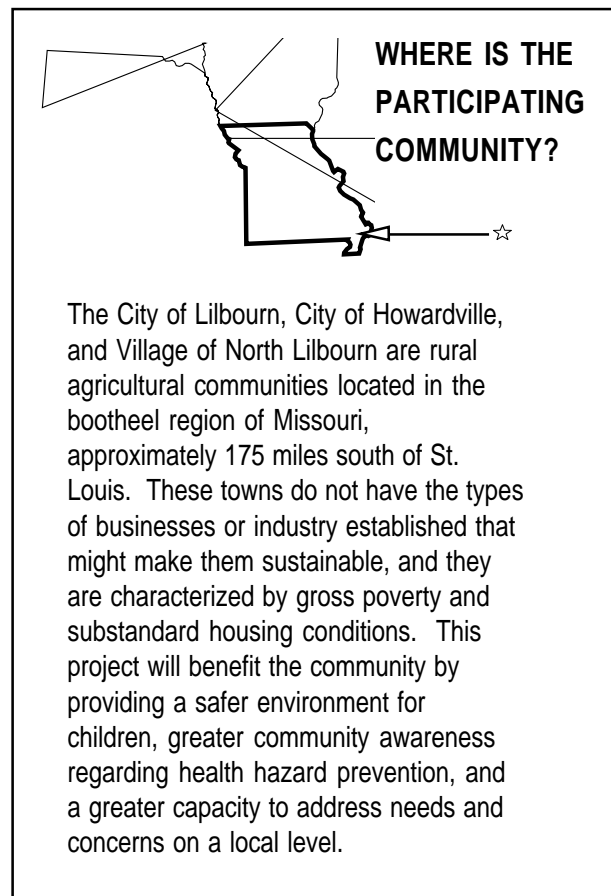 WHERE IS THE
PARTICIPATING
COMMUNITY?
The City of Lilbourn, City of Howardville,
and Village of North Lilbourn are rural
agricultural communities located in the
bootheel region of Missouri,
approximately 175 miles south of St.
Louis.  These towns do not have the types
of businesses or industry established that
might make them sustainable, and they
are characterized by gross poverty and
substandard housing conditions.  This
project will benefit the community by
providing a safer environment for
children, greater community awareness
regarding health hazard prevention, and
a greater capacity to address needs and
concerns on a local level.